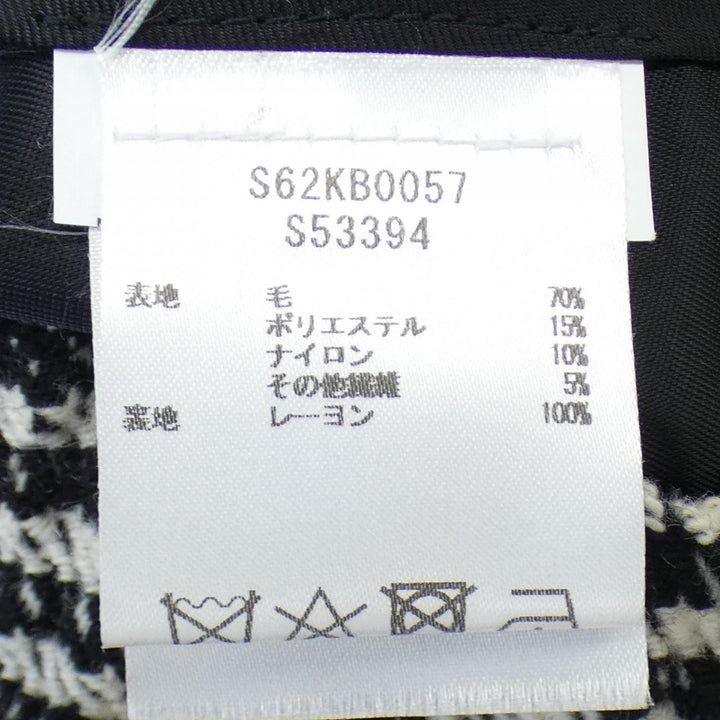 S62KB0057
S53394
表地 毛 70%
ポリエステル 15%
ナイロン 10%
その他繊維 5%
裏地 レーヨン 100%